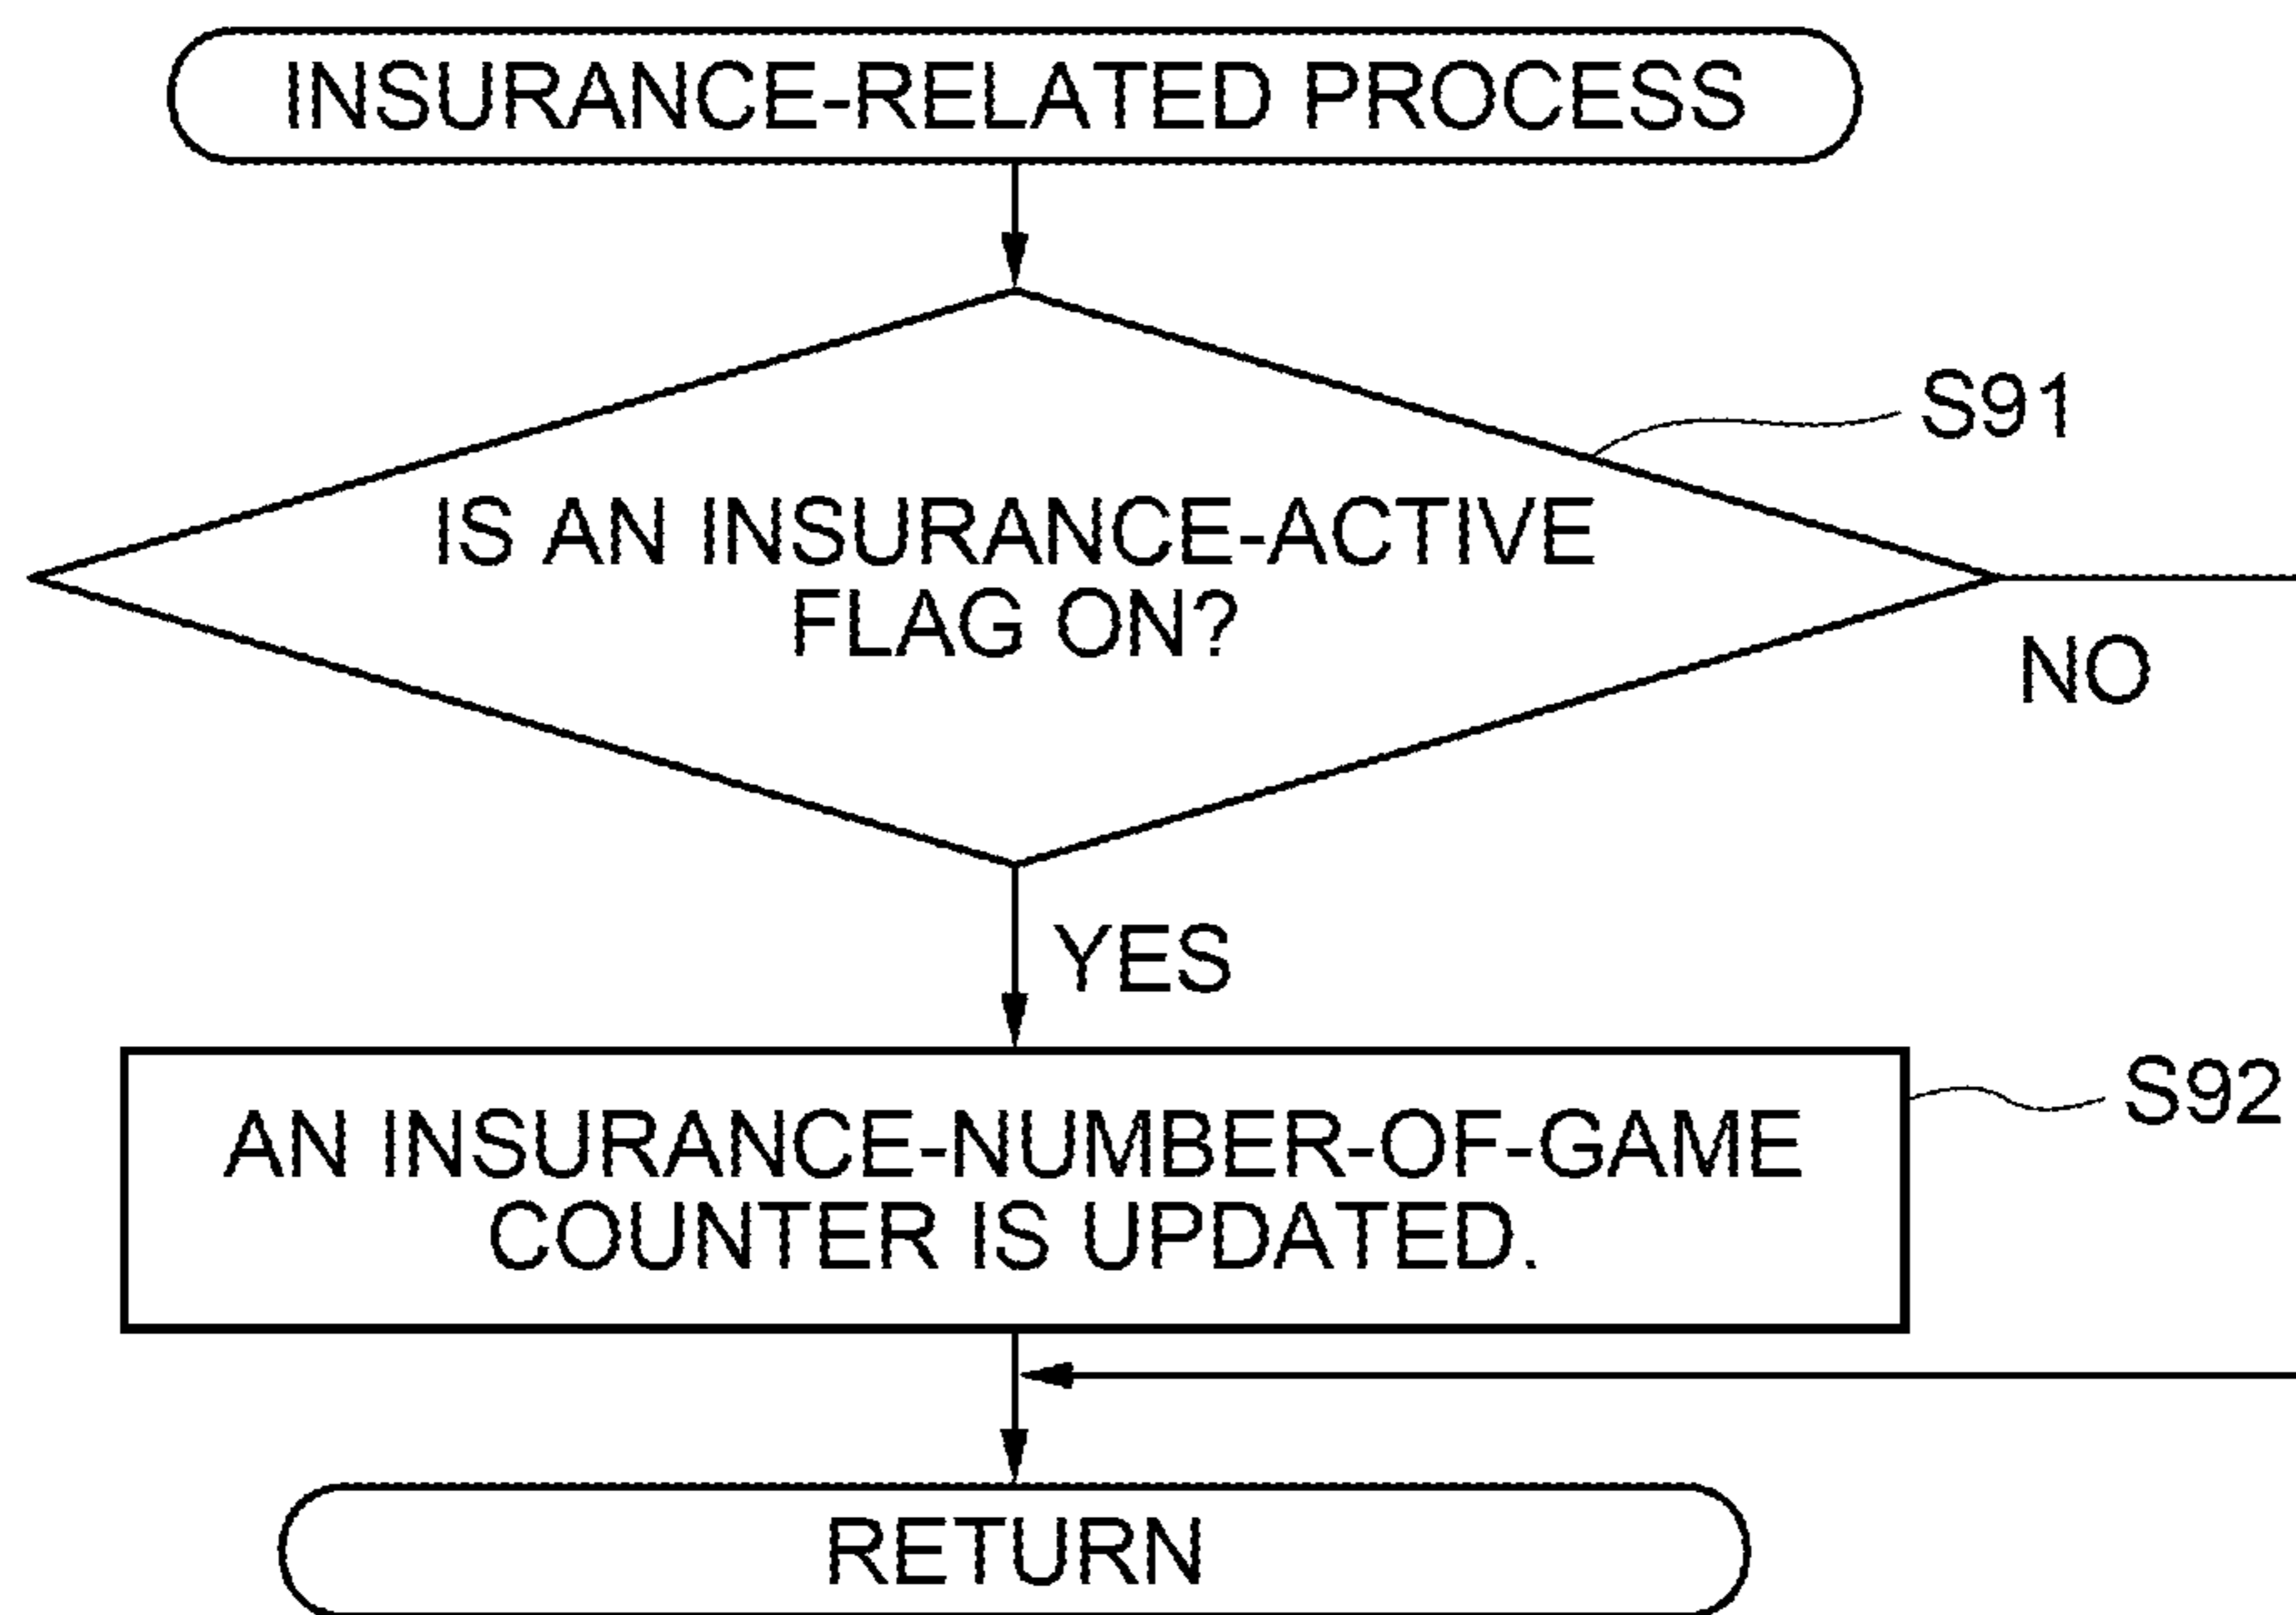 INSURANCE-RELATED PROCESS
S91
IS AN INSURANCE-ACTIVE
FLAG ON?
NO
YES
S92
AN INSURANCE-NUMBER-OF-GAME
COUNTER IS UPDATED.
RETURN